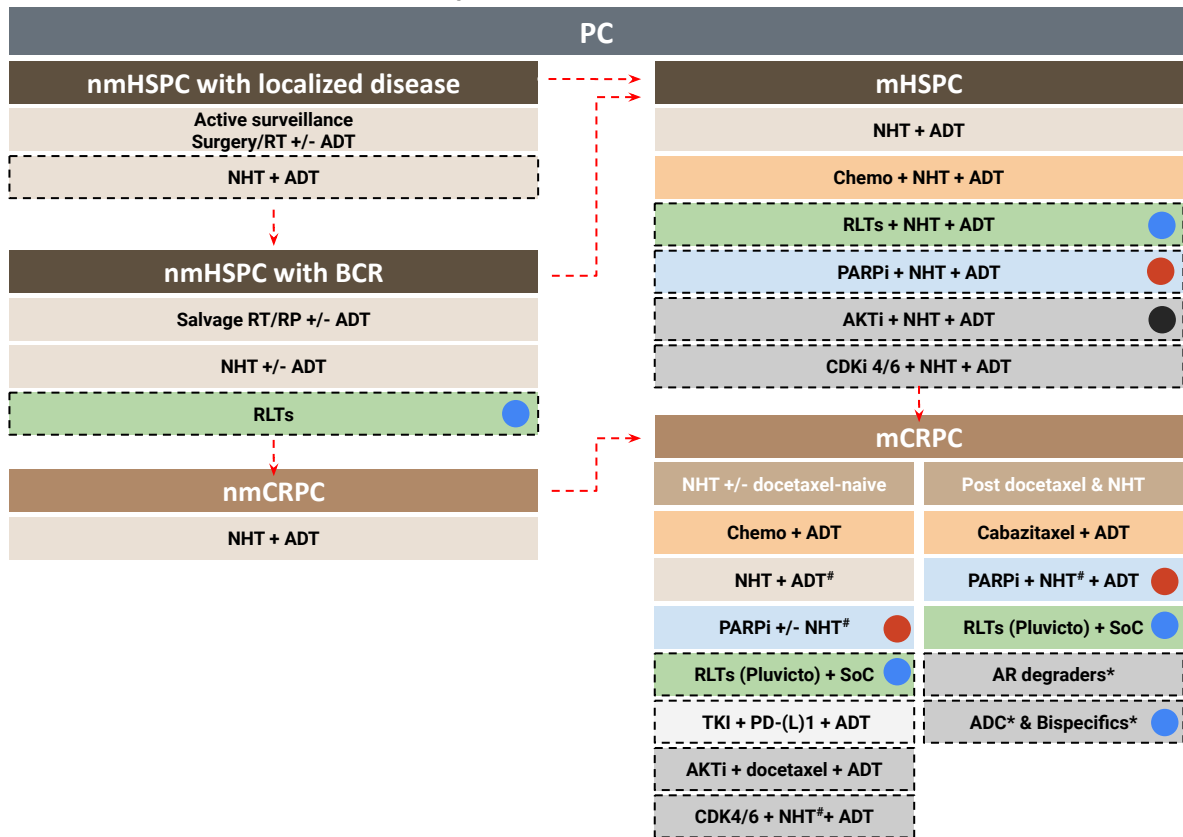 PC
nmHSPC with localized disease
Active surveillance
Surgery/RT +/- ADT
NHT + ADT
nmHSPC with BCR
Salvage RT/RP +/- ADT
NHT +/- ADT
RLTs
nmCRPC
NHT + ADT
mHSPC
NHT + ADT
Chemo + NHT + ADT
RLTs + NHT + ADT
PARPi + NHT + ADT
AKTi + NHT + ADT
CDKi 4/6 + NHT + ADT
mCRPC
NHT +/- docetaxel-naive
Chemo + ADT
NHT + ADT#
PARPi +/- NHT#
RLTs (Pluvicto) + SoC
TKI + PD-(L)1 + ADT
AKTi + docetaxel + ADT
CDK4/6 + NHT#+ ADT
Post docetaxel & NHT
Cabazitaxel + ADT
PARPi + NHT# + ADT
RLTs (Pluvicto) + SoC
AR degraders*
ADC* & Bispecifics*